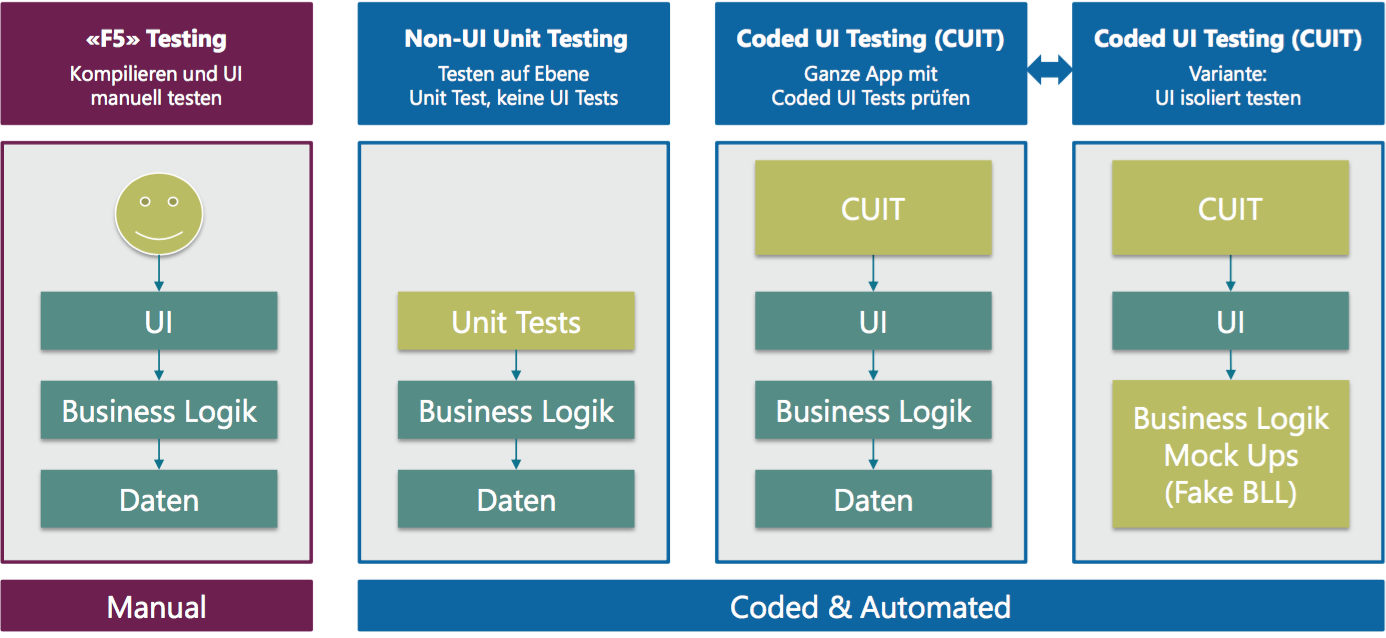 «F5» Testing
Kompilieren und UI
manuell testen
UI
Business Logik
Daten
Manual
Non-UI Unit Testing
Testen auf Ebene
Unit Test, keine UI Tests
Unit Tests
Business Logik
Daten
Coded UI Testing (CUIT)
Ganze App mit
Coded UI Tests prüfen
CUIT
UI
Business Logik
Daten
Coded UI Testing (CUIT)
Variante:
UI isoliert testen
CUIT
UI
Business Logik
Mock Ups
(Fake BLL)
Coded & Automated